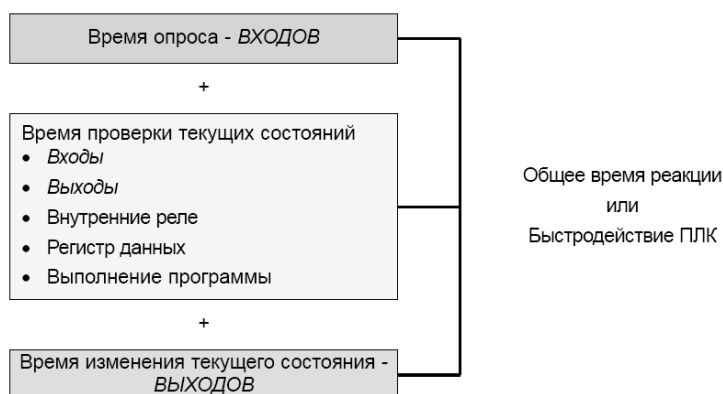 Время опроса - ВХОДОВ
+
Время проверки текущих состояний
• Входы
• Выходы
• Внутренние реле
• Регистр данных
• Выполнение программы
+
Время изменения текущего состояния -
ВЫХОДОВ
Общее время реакции
или
Быстродействие ПЛК